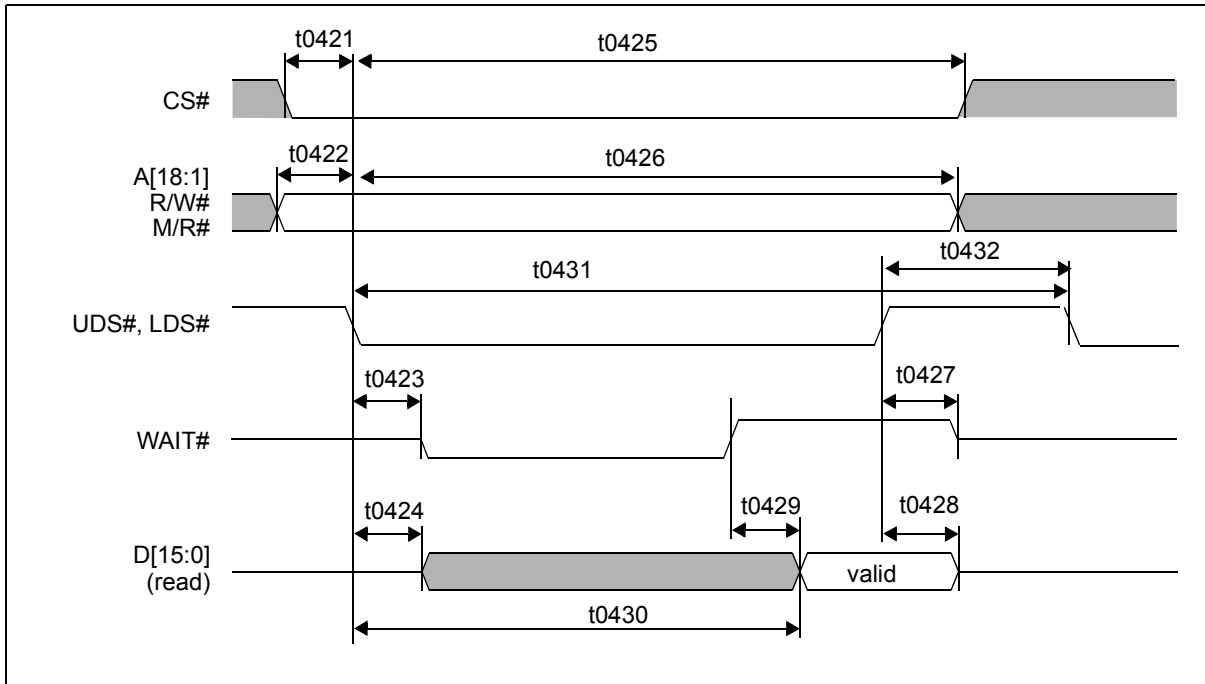 t0421
t0425
CS#
t0422
t0426
A[18:1]
R/W#
M/R#
t0432
t0431
UDS#, LDS#
t0423
t0427
WAIT#
t0424
t0429
t0428
D[15:0]
(read)
valid
t0430